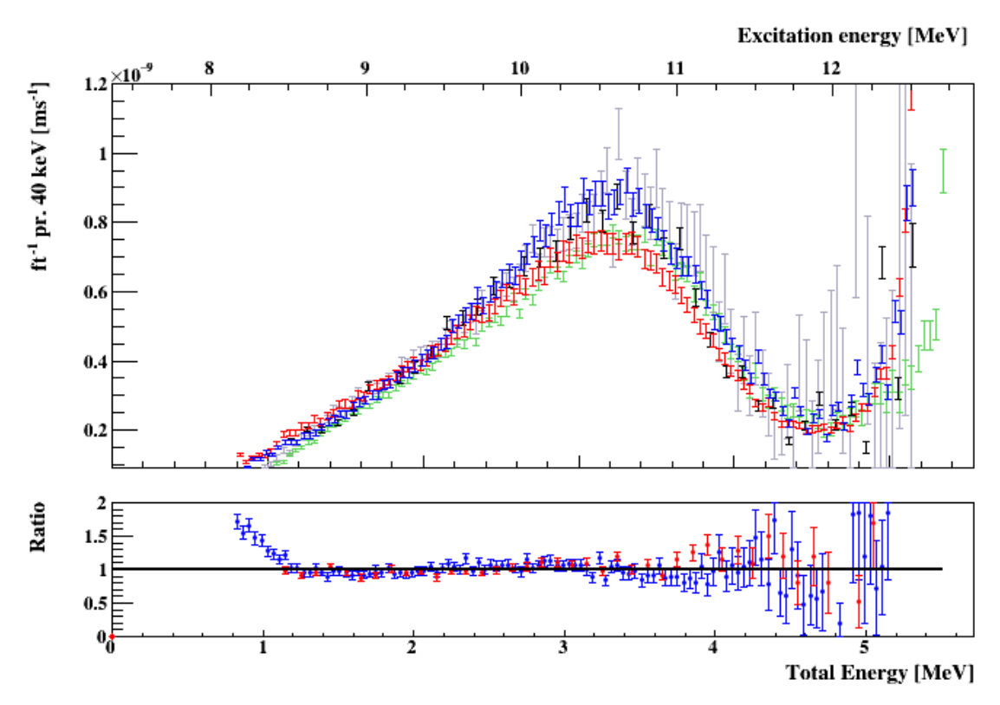 Excitation energy [MeV]
8 9 10 11 12
×10⁻⁹
ft⁻¹ pr. 40 keV [ms⁻¹]
1.2
1
0.8
0.6
0.4
0.2
Ratio
2
1.5
1
0.5
0
0 1 2 3 4 5
Total Energy [MeV]